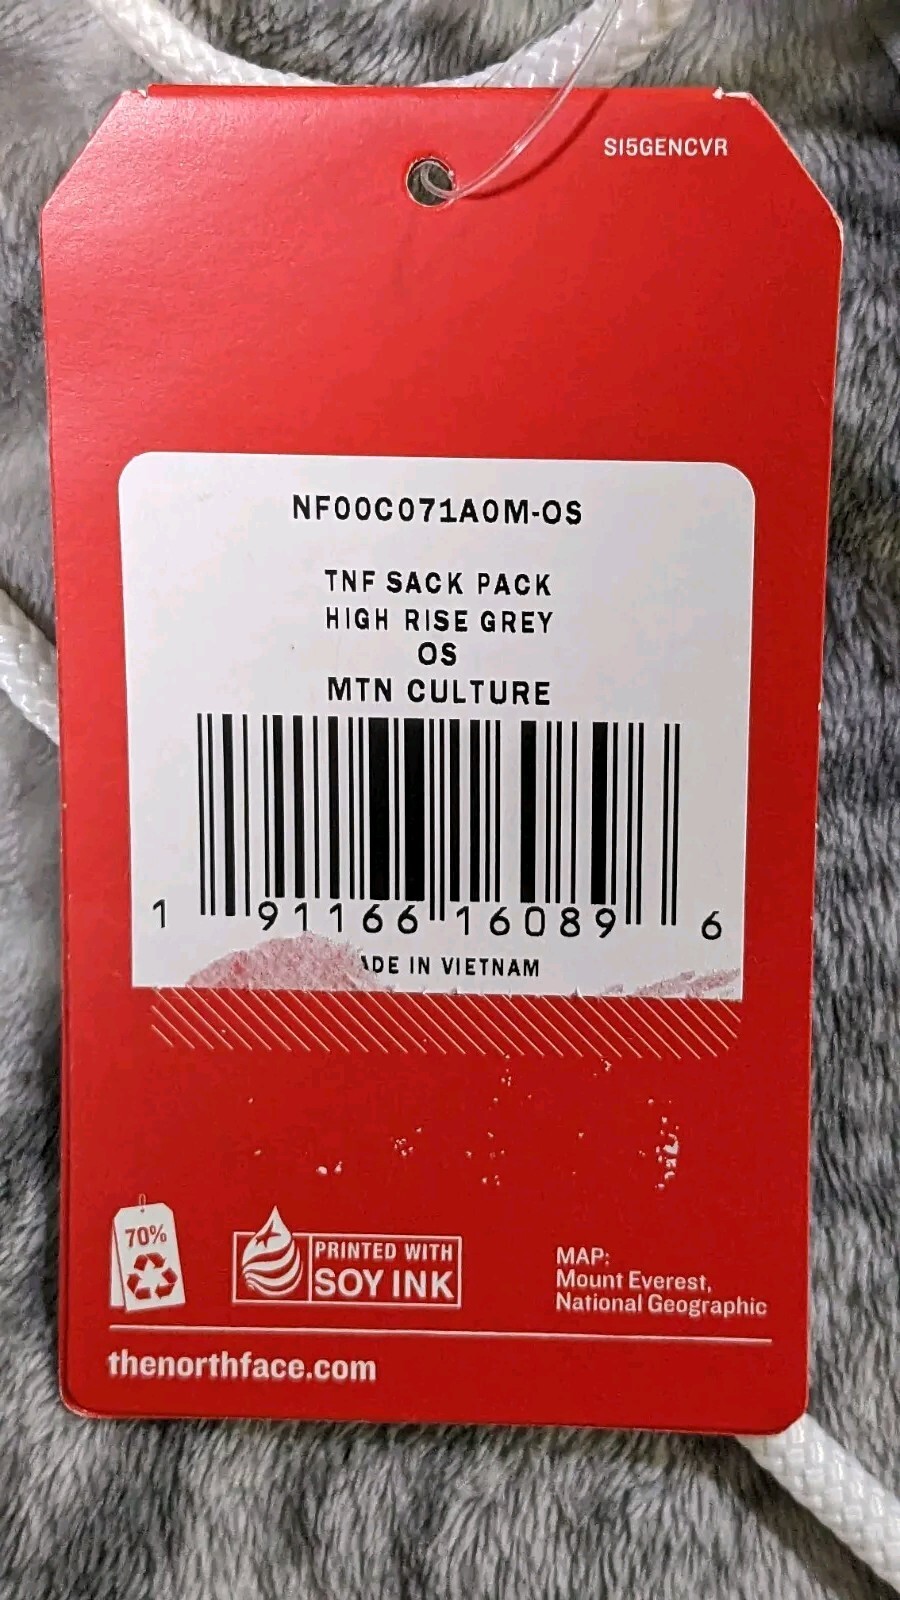 SI5GENCVR
NF00C071A0M-OS
TNF SACK PACK
HIGH RISE GREY
OS
MTN CULTURE
1 91166 16089 6
ADE IN VIETNAM
70%
PRINTED WITH
SOY INK
MAP:
Mount Everest,
National Geographic
thenorthface.com